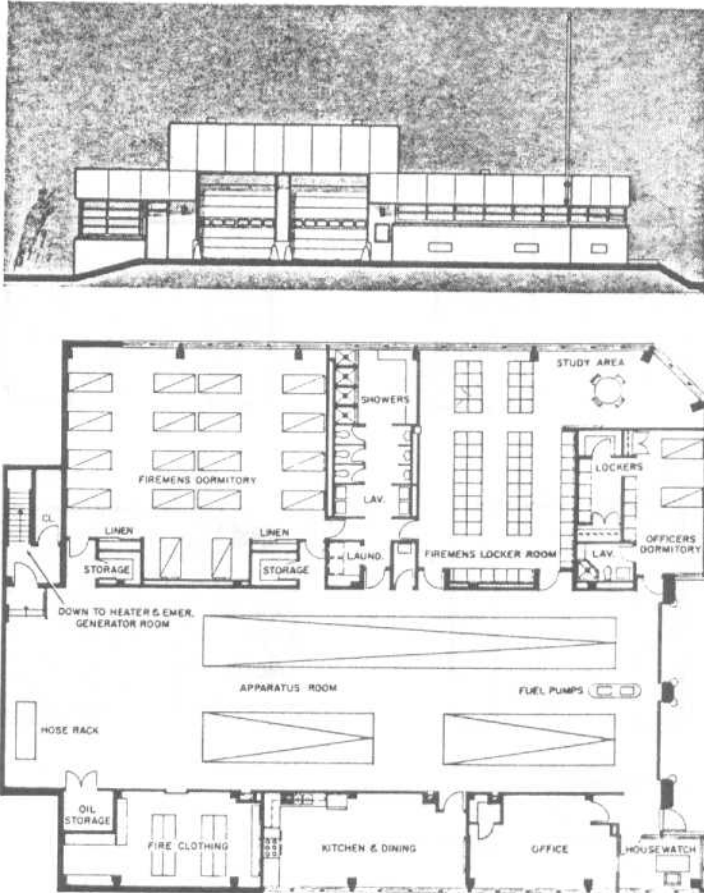 STUDY AREA
SHOWERS
LOCKERS
FIREMENS DORMITORY
LAV.
CL.
LINEN
LINEN
OFFICERS
DORMITORY
LAV.
LAUND.
FIREMENS LOCKER ROOM
STORAGE
STORAGE
DOWN TO HEATER & EMER.
GENERATOR ROOM
APPARATUS ROOM
FUEL PUMPS
HOSE RACK
OIL
STORAGE
FIRE CLOTHING
KITCHEN & DINING
OFFICE
HOUSEWATCH